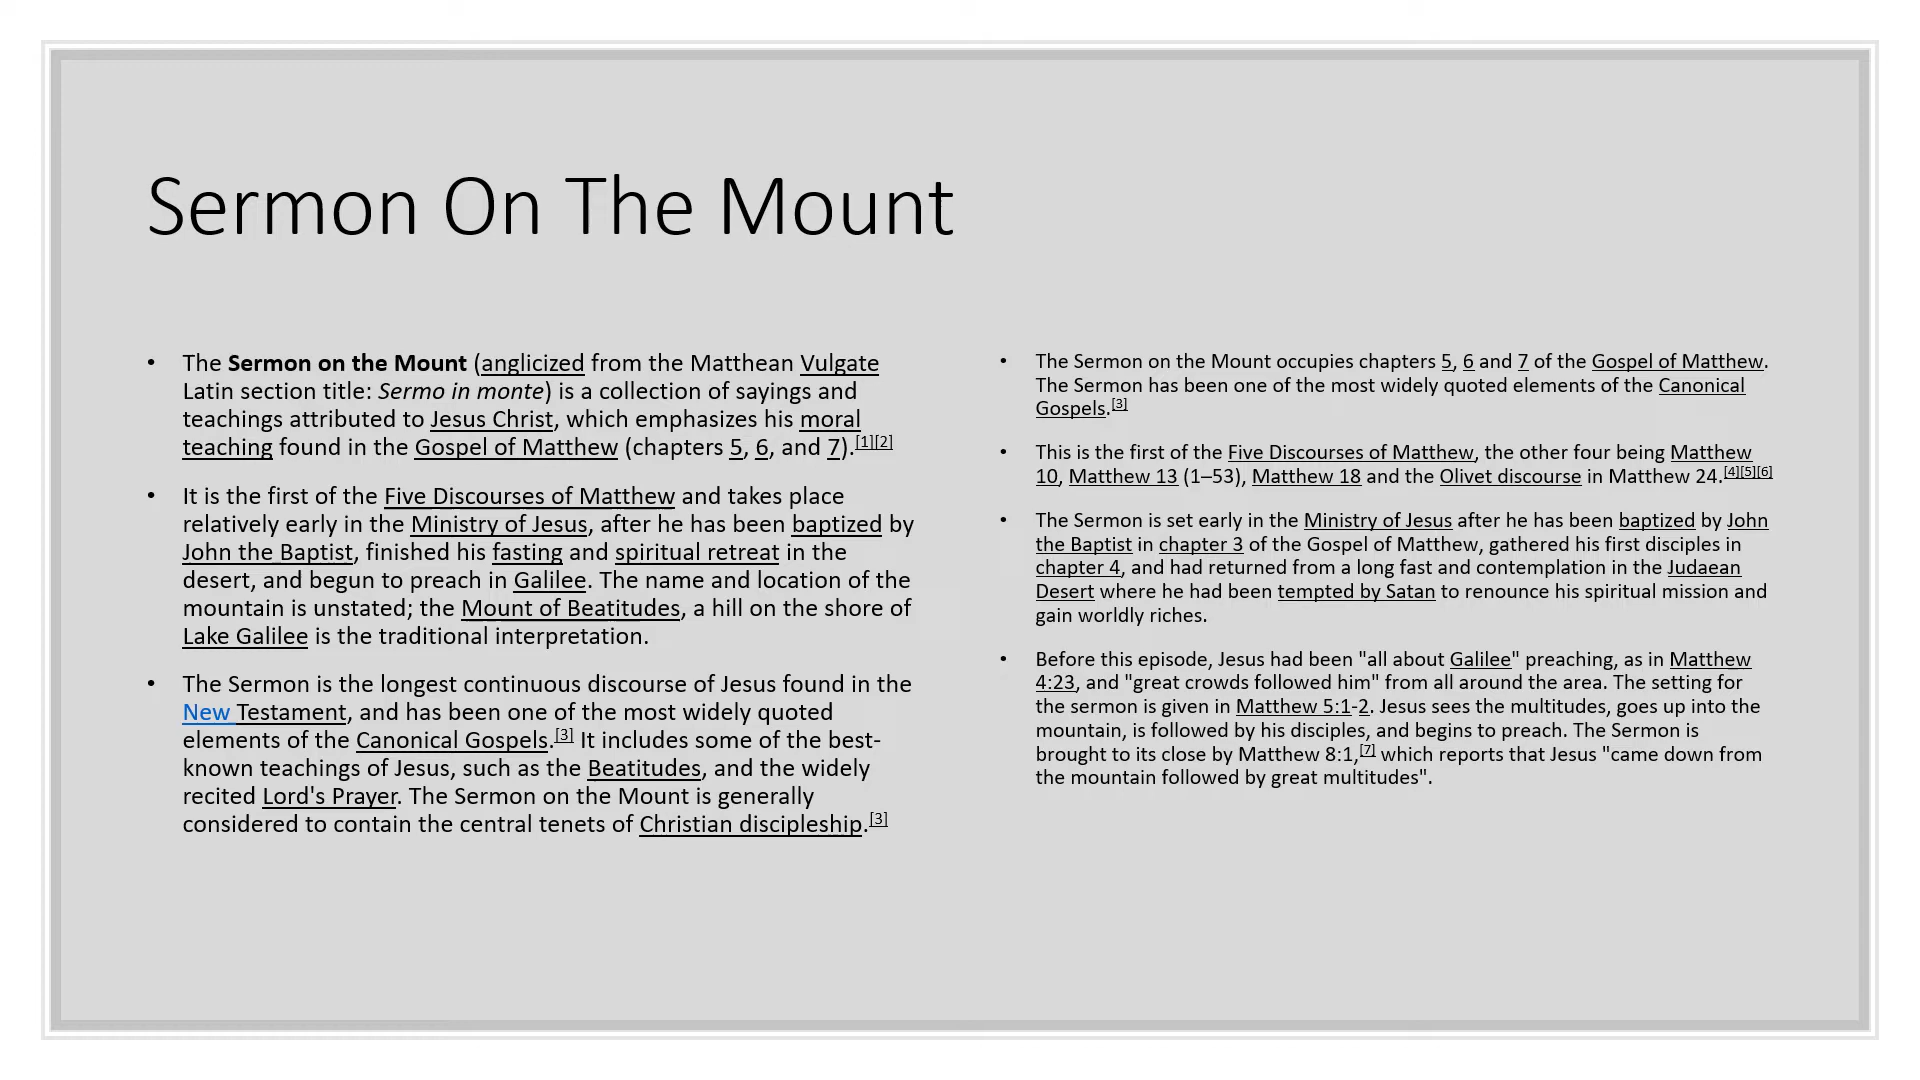 Sermon On The Mount
• The Sermon on the Mount (anglicized from the Matthean Vulgate
Latin section title: Sermo in monte) is a collection of sayings and
teachings attributed to Jesus Christ, which emphasizes his moral
teaching found in the Gospel of Matthew (chapters 5, 6, and 7).[1][2]
• It is the first of the Five Discourses of Matthew and takes place
relatively early in the Ministry of Jesus, after he has been baptized by
John the Baptist, finished his fasting and spiritual retreat in the
desert, and begun to preach in Galilee. The name and location of the
mountain is unstated; the Mount of Beatitudes, a hill on the shore of
Lake Galilee is the traditional interpretation.
• The Sermon is the longest continuous discourse of Jesus found in the
New Testament, and has been one of the most widely quoted
elements of the Canonical Gospels.[3] It includes some of the best-
known teachings of Jesus, such as the Beatitudes, and the widely
recited Lord's Prayer. The Sermon on the Mount is generally
considered to contain the central tenets of Christian discipleship.[3]
• The Sermon on the Mount occupies chapters 5, 6 and 7 of the Gospel of Matthew.
The Sermon has been one of the most widely quoted elements of the Canonical
Gospels.[3]
• This is the first of the Five Discourses of Matthew, the other four being Matthew
10, Matthew 13 (1–53), Matthew 18 and the Olivet discourse in Matthew 24.[4][5][6]
• The Sermon is set early in the Ministry of Jesus after he has been baptized by John
the Baptist in chapter 3 of the Gospel of Matthew, gathered his first disciples in
chapter 4, and had returned from a long fast and contemplation in the Judaean
Desert where he had been tempted by Satan to renounce his spiritual mission and
gain worldly riches.
• Before this episode, Jesus had been "all about Galilee" preaching, as in Matthew
4:23, and "great crowds followed him" from all around the area. The setting for
the sermon is given in Matthew 5:1-2. Jesus sees the multitudes, goes up into the
mountain, is followed by his disciples, and begins to preach. The Sermon is
brought to its close by Matthew 8:1,[7] which reports that Jesus "came down from
the mountain followed by great multitudes".